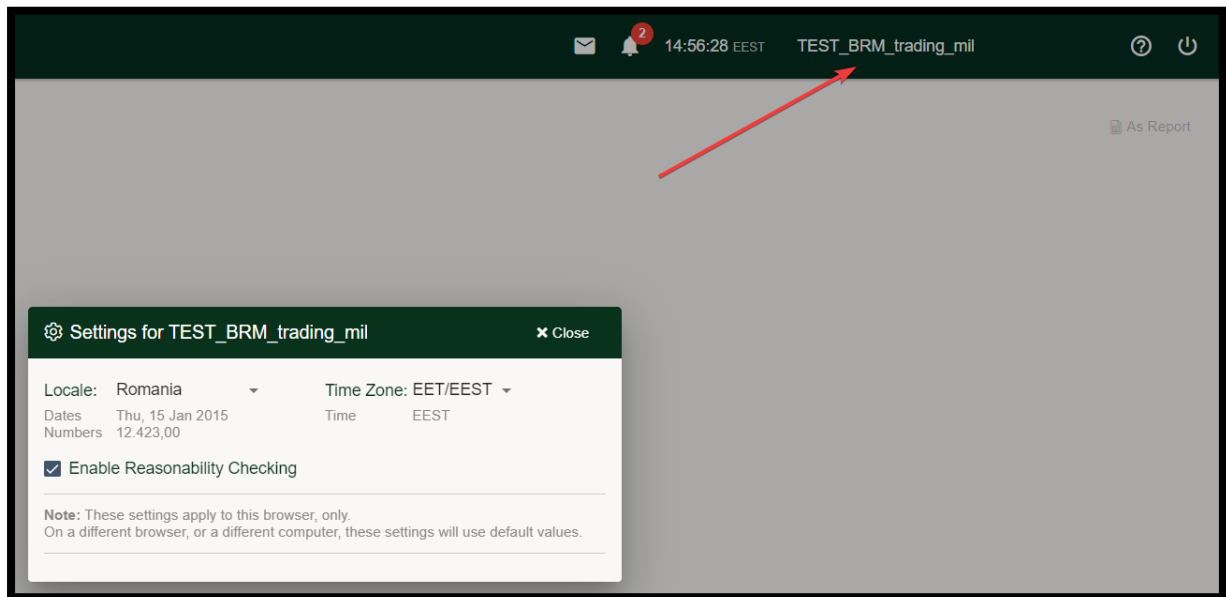 2
14:56:28 EEST TEST_BRM_trading_mil
As Report
Settings for TEST_BRM_trading_mil Close
Locale: Romania Time Zone: EET/EEST
Dates Thu, 15 Jan 2015 Time EEST
Numbers 12.423,00
Enable Reasonability Checking
Note: These settings apply to this browser, only.
On a different browser, or a different computer, these settings will use default values.